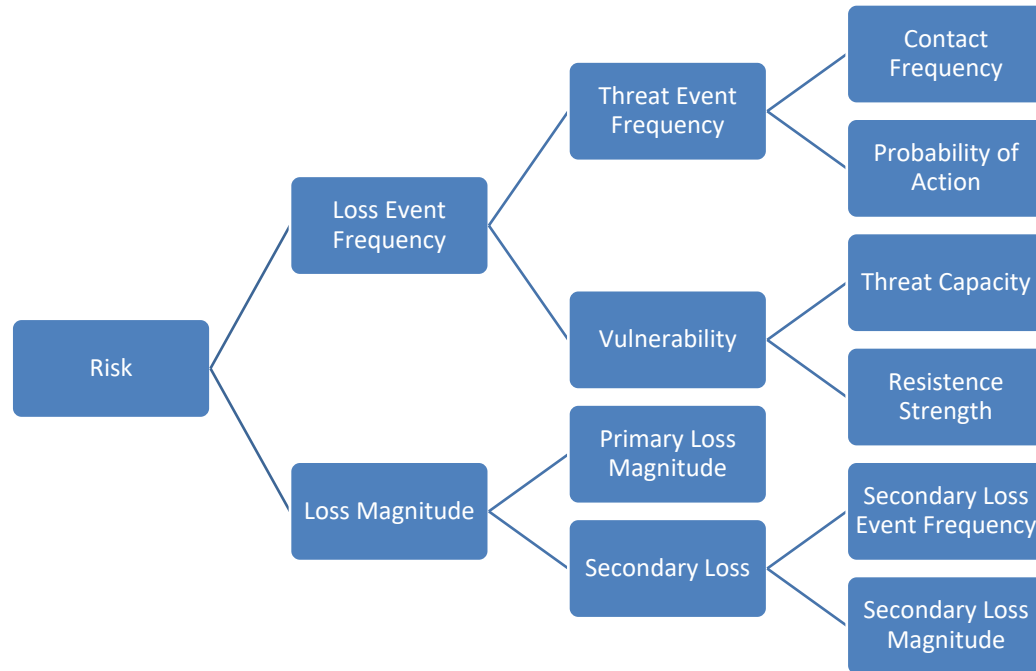 Risk
Loss Event
Frequency
Threat Event
Frequency
Contact
Frequency
Probability of
Action
Vulnerability
Threat Capacity
Resistence
Strength
Loss Magnitude
Primary Loss
Magnitude
Secondary Loss
Secondary Loss
Event Frequency
Secondary Loss
Magnitude